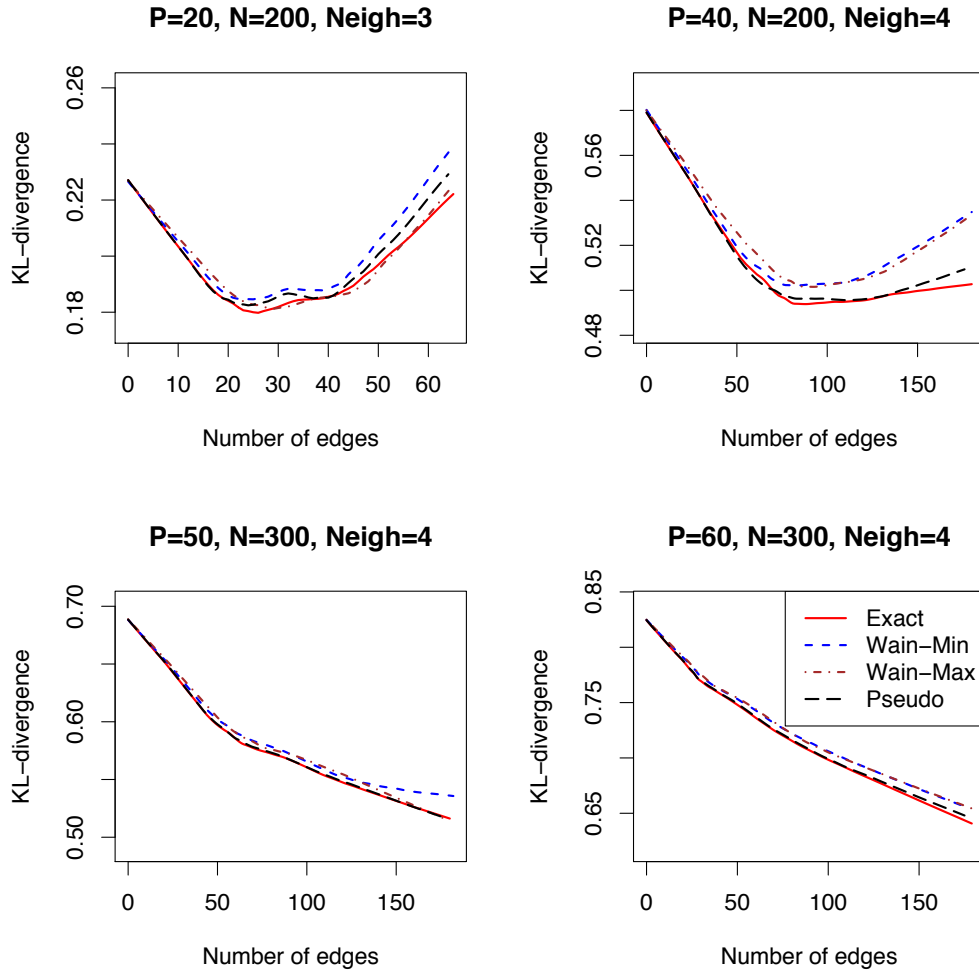 P=20, N=200, Neigh=3
KL−divergence
0.18 0.22 0.26
0 10 20 30 40 50 60
Number of edges
P=40, N=200, Neigh=4
KL−divergence
0.48 0.52 0.56
0 50 100 150
Number of edges
P=50, N=300, Neigh=4
KL−divergence
0.50 0.60 0.70
0 50 100 150
Number of edges
P=60, N=300, Neigh=4
KL−divergence
0.65 0.75 0.85
Exact
Wain−Min
Wain−Max
Pseudo
0 50 100 150
Number of edges